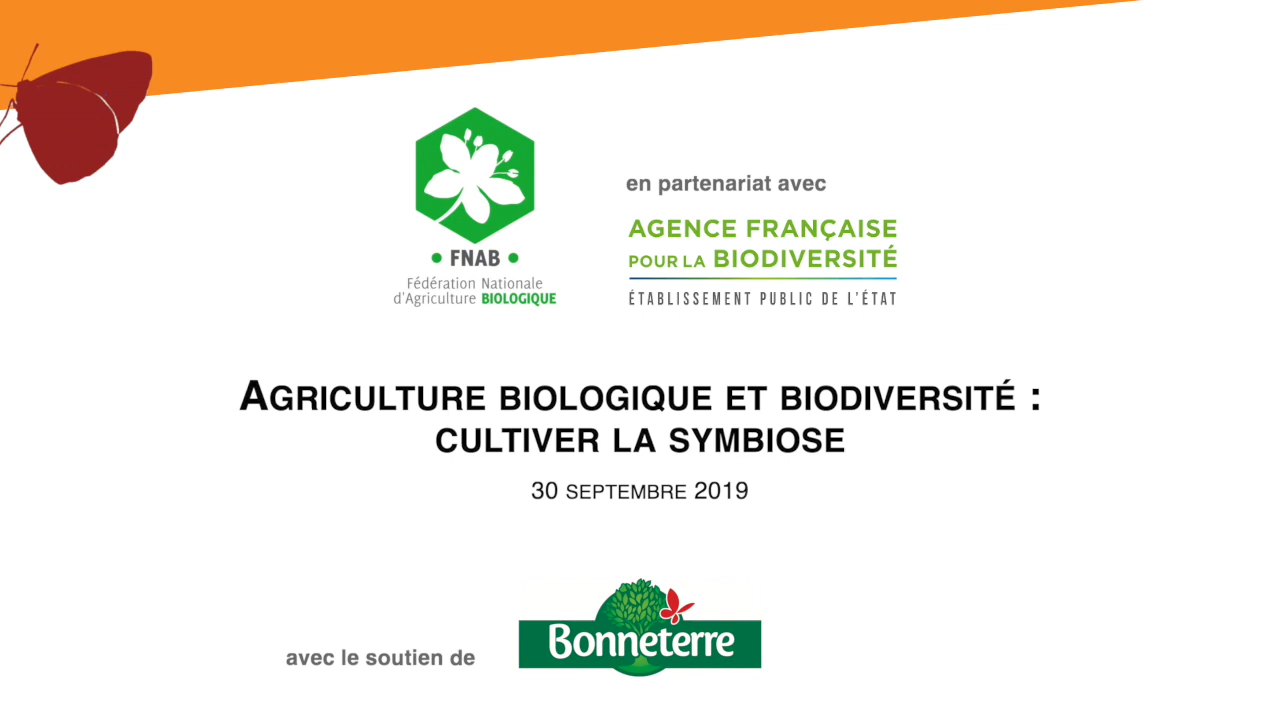 • FNAB •
Fédération Nationale
d'Agriculture BIOLOGIQUE
en partenariat avec
AGENCE FRANÇAISE
POUR LA BIODIVERSITÉ
ÉTABLISSEMENT PUBLIC DE L'ÉTAT
AGRICULTURE BIOLOGIQUE ET BIODIVERSITÉ :
CULTIVER LA SYMBIOSE
30 SEPTEMBRE 2019
avec le soutien de
Bonneterre